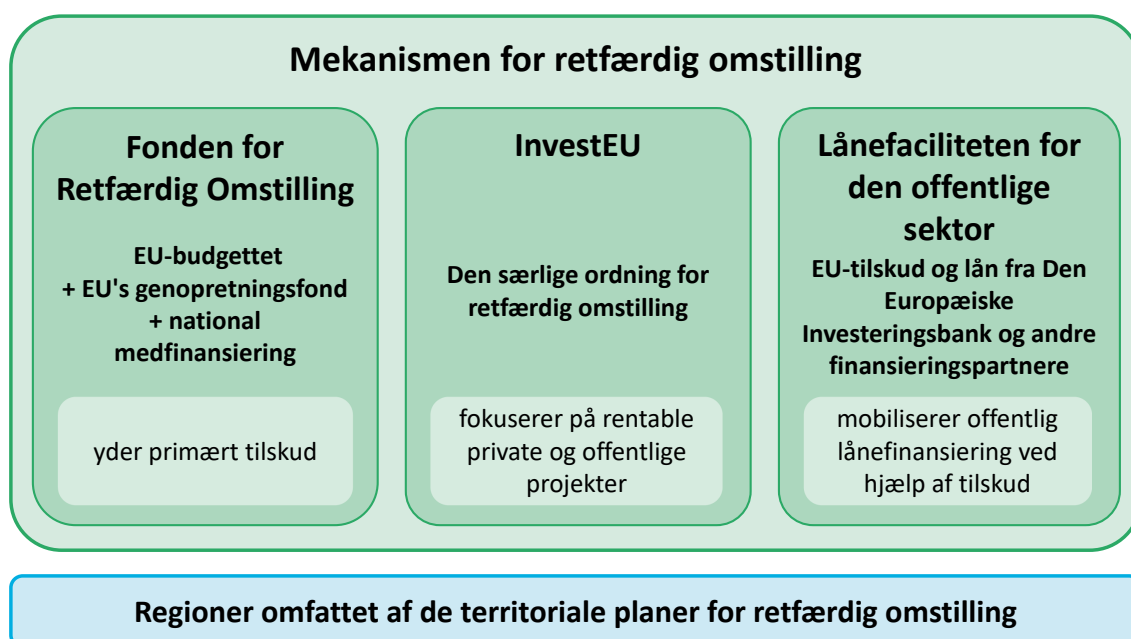 Mekanismen for retfærdig omstilling
Fonden for
Retfærdig Omstilling
EU-budgettet
+ EU's genopretningsfond
+ national
medfinansiering
yder primært tilskud
InvestEU
Den særlige ordning for
retfærdig omstilling
fokuserer på rentable
private og offentlige
projekter
Lånefaciliteten for
den offentlige
sektor
EU-tilskud og lån fra Den
Europæiske
Investeringsbank og andre
finansieringspartnere
mobiliserer offentlig
lånefinansiering ved
hjælp af tilskud
Regioner omfattet af de territoriale planer for retfærdig omstilling